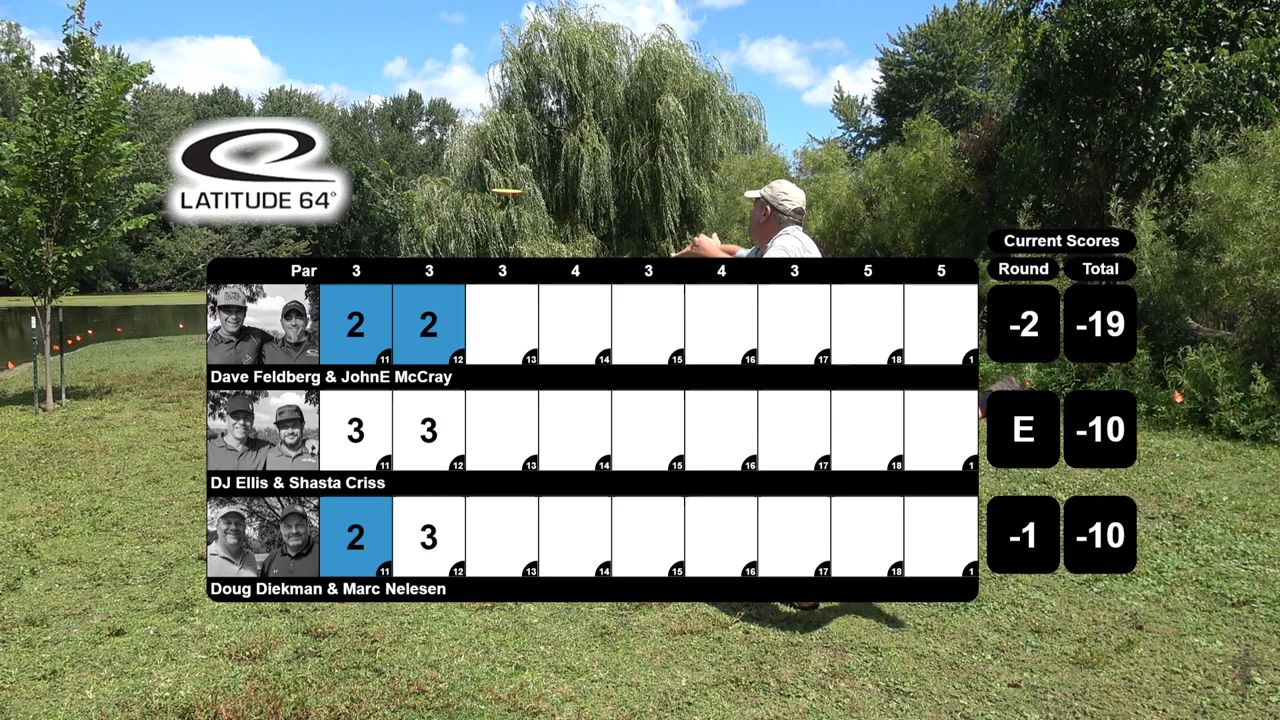 LATITUDE 64°
Current Scores
Par 3 3 3 4 3 4 3 5 5 Round Total
2 2 -2 -19
11 12 13 14 15 16 17 18 1
Dave Feldberg & JohnE McCray
3 3 E -10
11 12 13 14 15 16 17 18 1
DJ Ellis & Shasta Criss
2 3 -1 -10
11 12 13 14 15 16 17 18 1
Doug Diekman & Marc Nelesen